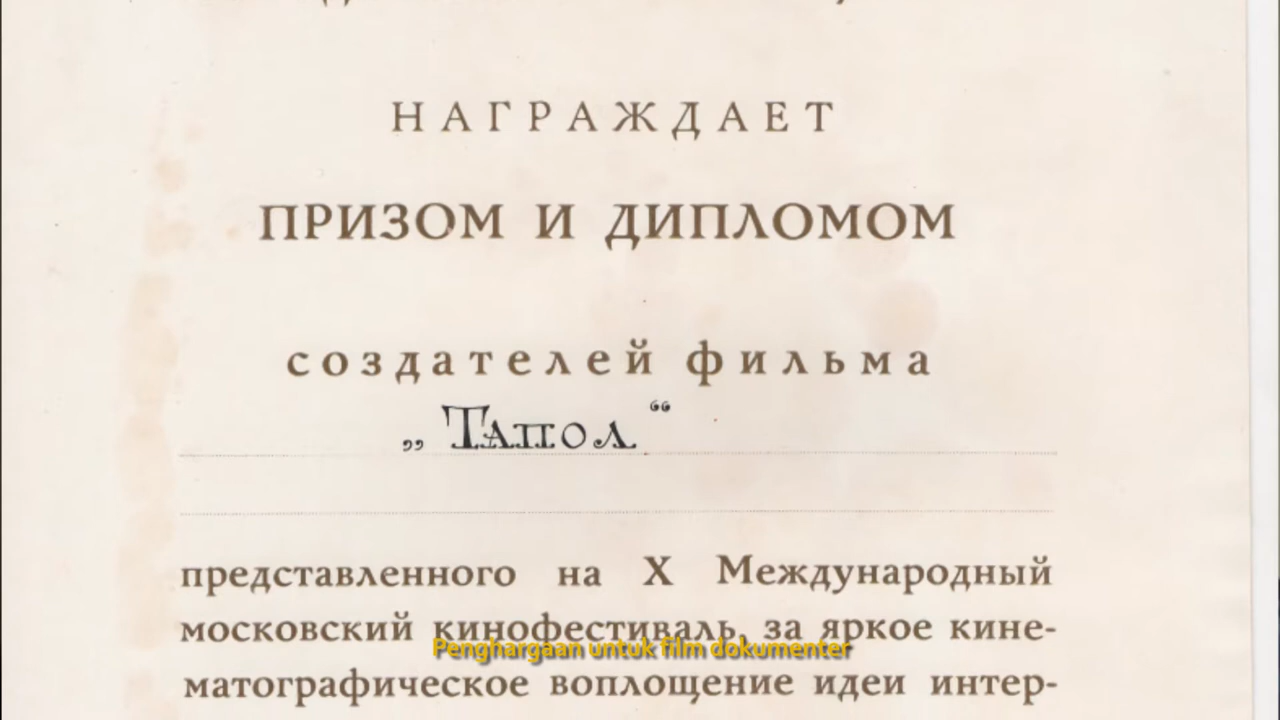 НАГРАЖДАЕТ
ПРИЗОМ И ДИПЛОМОМ
создателей фильма
„Тапол“
представленного на X Международный
московский кинофестиваль, за яркое кине-
Penghargaan untuk film dokumenter
матографическое воплощение идеи интер-